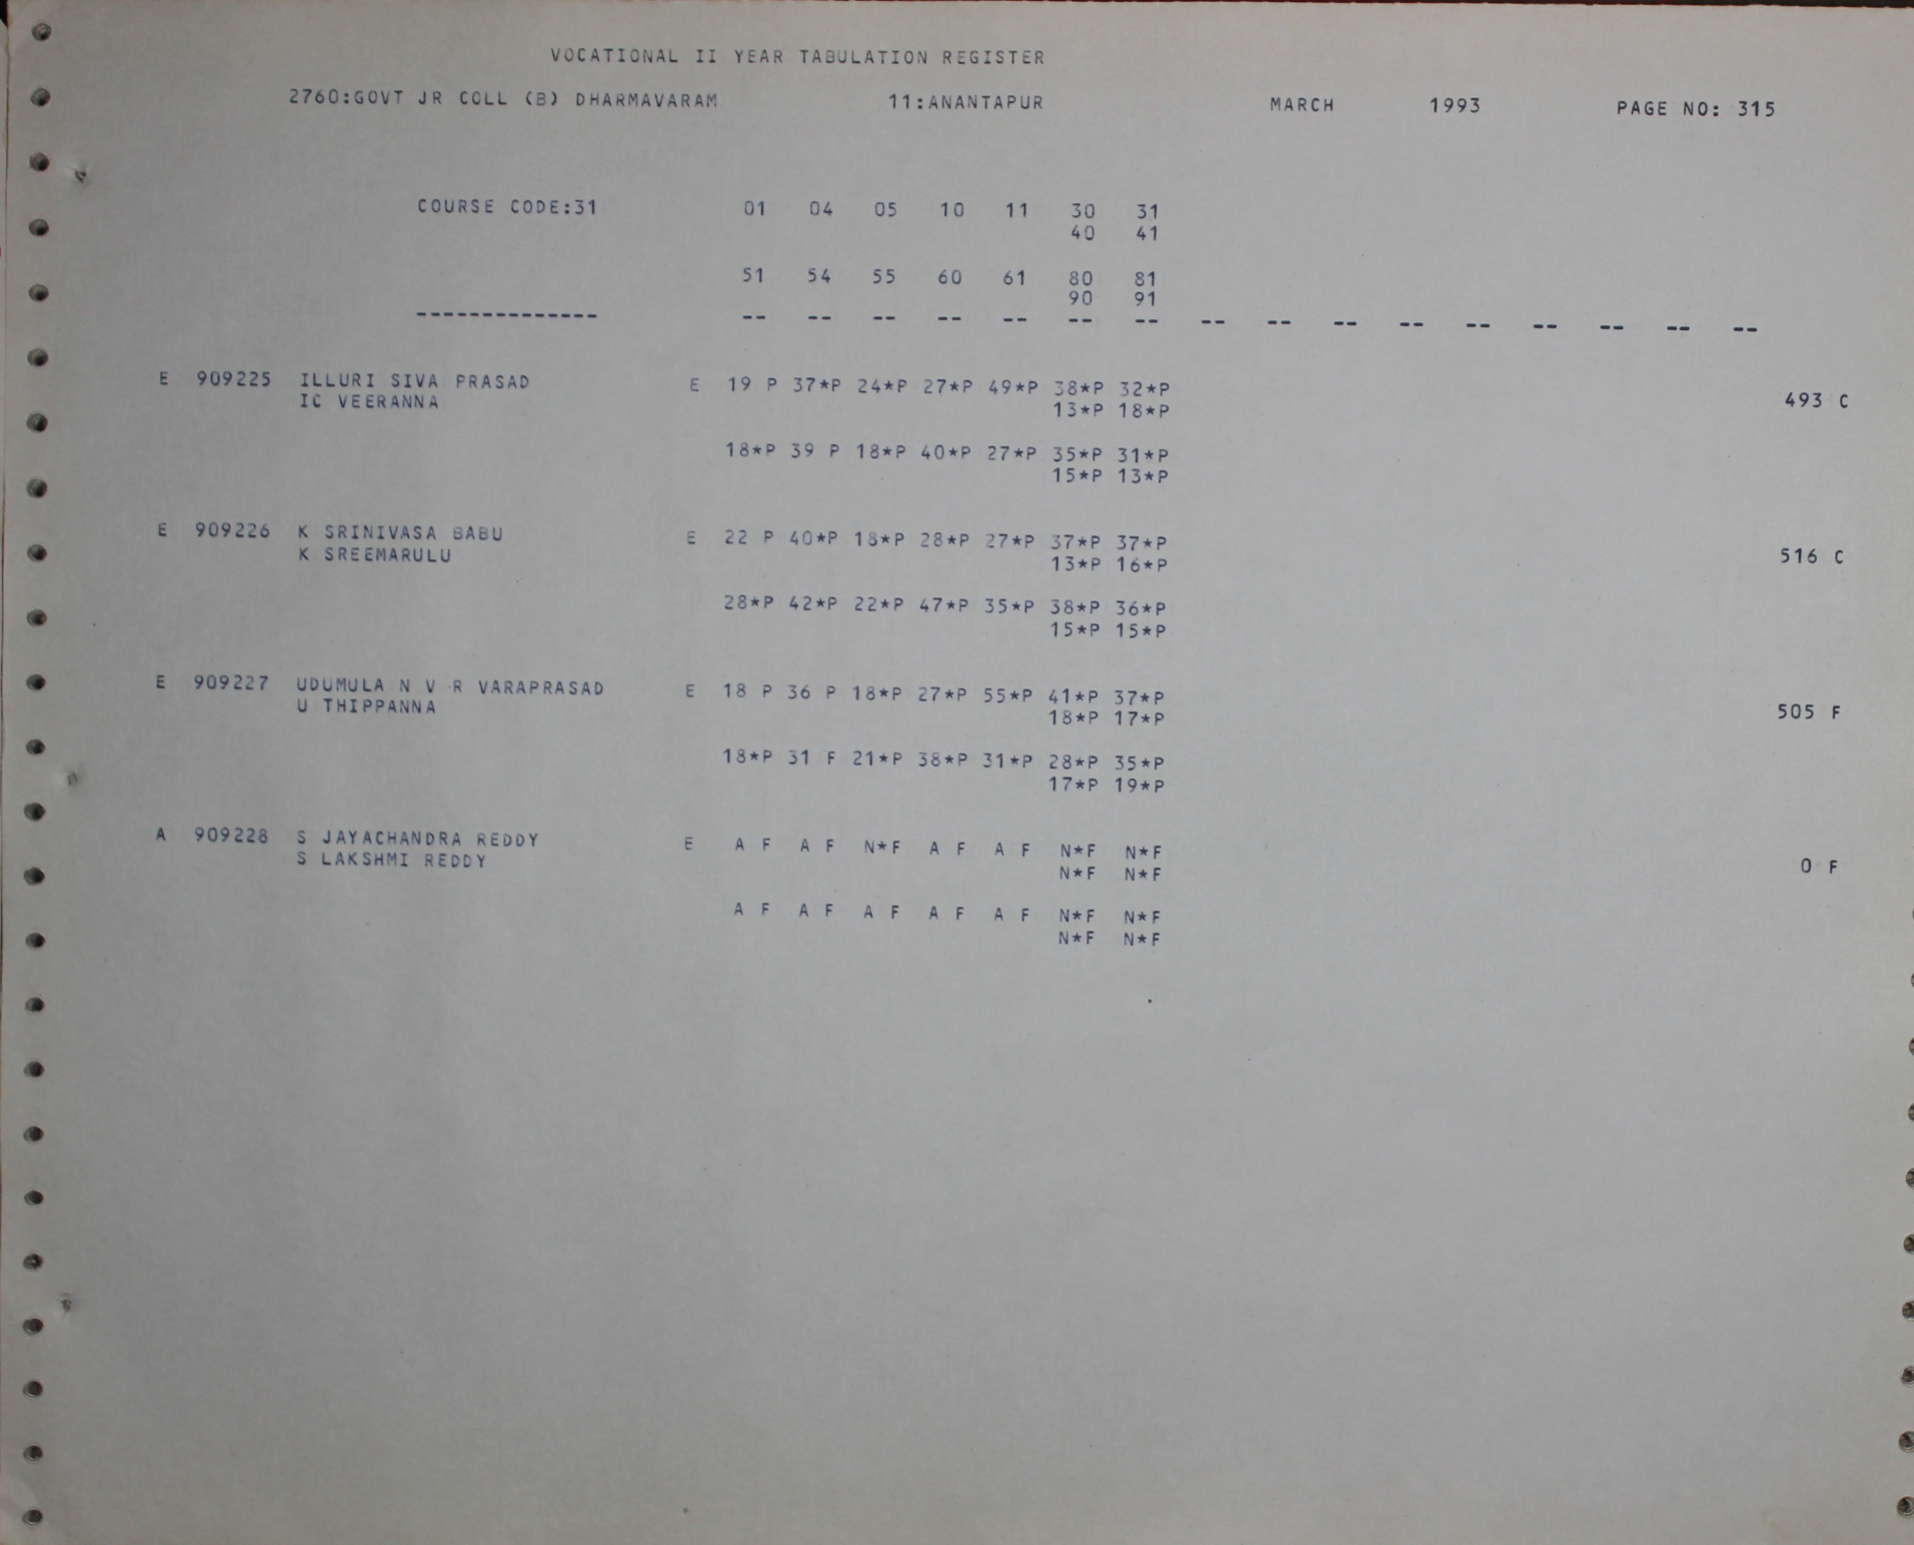 VOCATIONAL II YEAR TABULATION REGISTER
2760:GOVT JR COLL (B) DHARMAVARAM 11:ANANTAPUR MARCH 1993 PAGE NO: 315
COURSE CODE:31 01 04 05 10 11 30 31
40 41
51 54 55 60 61 80 81
90 91
-------------- -- -- -- -- -- -- -- -- -- -- -- -- -- -- -- --
E 909225 ILLURI SIVA PRASAD E 19 P 37*P 24*P 27*P 49*P 38*P 32*P
IC VEERANNA 13*P 18*P 493 C
18*P 39 P 18*P 40*P 27*P 35*P 31*P
15*P 13*P
E 909226 K SRINIVASA BABU E 22 P 40*P 18*P 28*P 27*P 37*P 37*P
K SREEMARULU 13*P 16*P 516 C
28*P 42*P 22*P 47*P 35*P 38*P 36*P
15*P 15*P
E 909227 UDUMULA N V R VARAPRASAD E 18 P 36 P 18*P 27*P 55*P 41*P 37*P
U THIPPANNA 18*P 17*P 505 F
18*P 31 F 21*P 38*P 31*P 28*P 35*P
17*P 19*P
A 909228 S JAYACHANDRA REDDY E A F A F N*F A F A F N*F N*F
S LAKSHMI REDDY N*F N*F 0 F
A F A F A F A F A F N*F N*F
N*F N*F